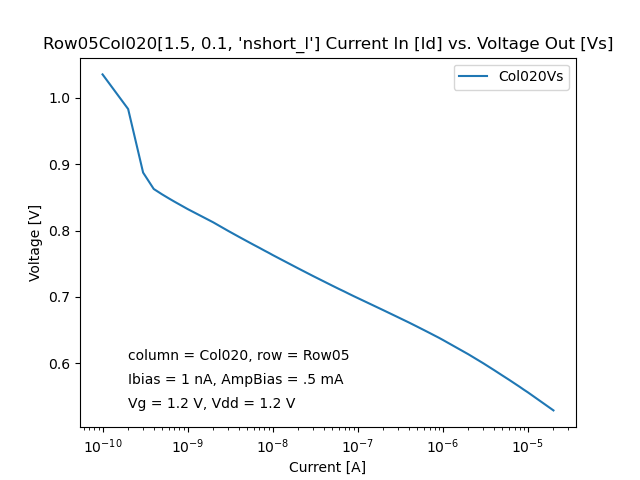 Row05Col020[1.5, 0.1, 'nshort_l'] Current In [Id] vs. Voltage Out [Vs]
Col020Vs
1.0
0.9
0.8
0.7
0.6
Voltage [V]
column = Col020, row = Row05
Ibias = 1 nA, AmpBias = .5 mA
Vg = 1.2 V, Vdd = 1.2 V
10⁻¹⁰ 10⁻⁹ 10⁻⁸ 10⁻⁷ 10⁻⁶ 10⁻⁵
Current [A]